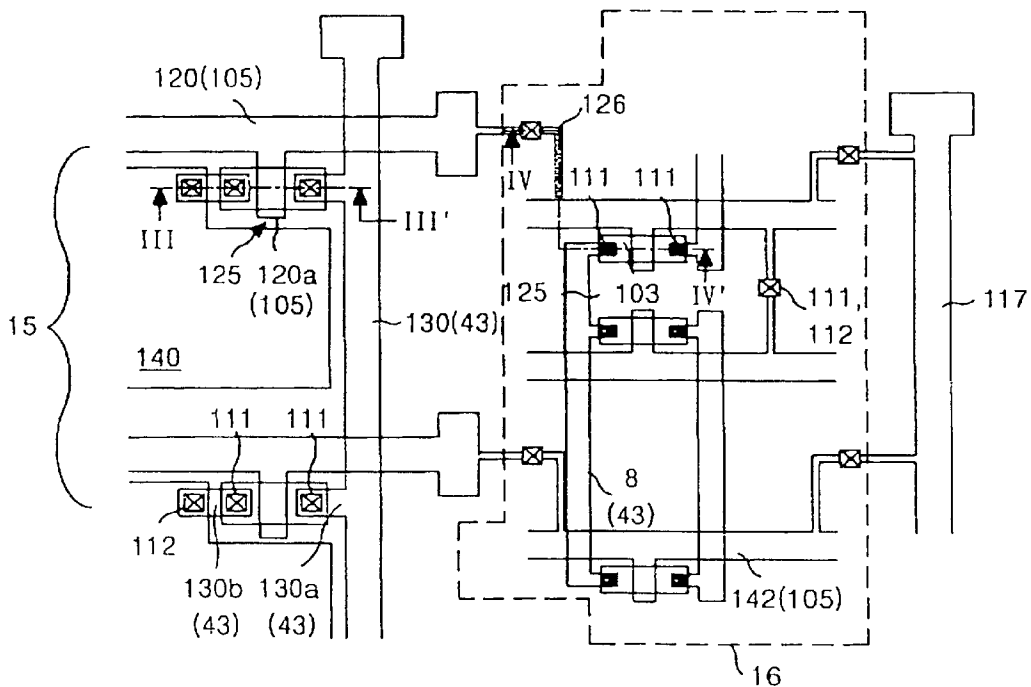 120(105)
126
IV
111 111
III
III'
125 120a
(105)
125 103 IV'
15
130(43)
111,
112
117
140
111 111
8
(43)
112
130b 130a
(43) (43)
142(105)
16